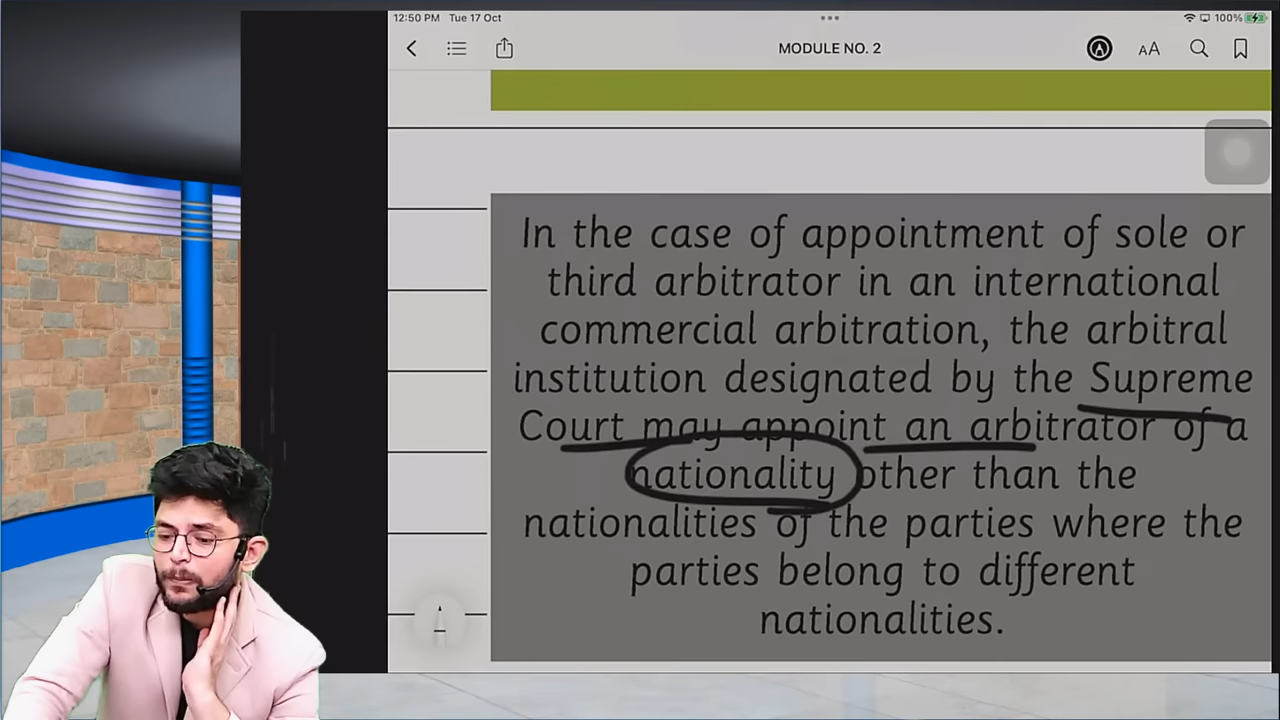 12:50 PM Tue 17 Oct
100%
MODULE NO. 2
AA
In the case of appointment of sole or
third arbitrator in an international
commercial arbitration, the arbitral
institution designated by the Supreme
Court may appoint an arbitrator of a
nationality other than the
nationalities of the parties where the
parties belong to different
nationalities.